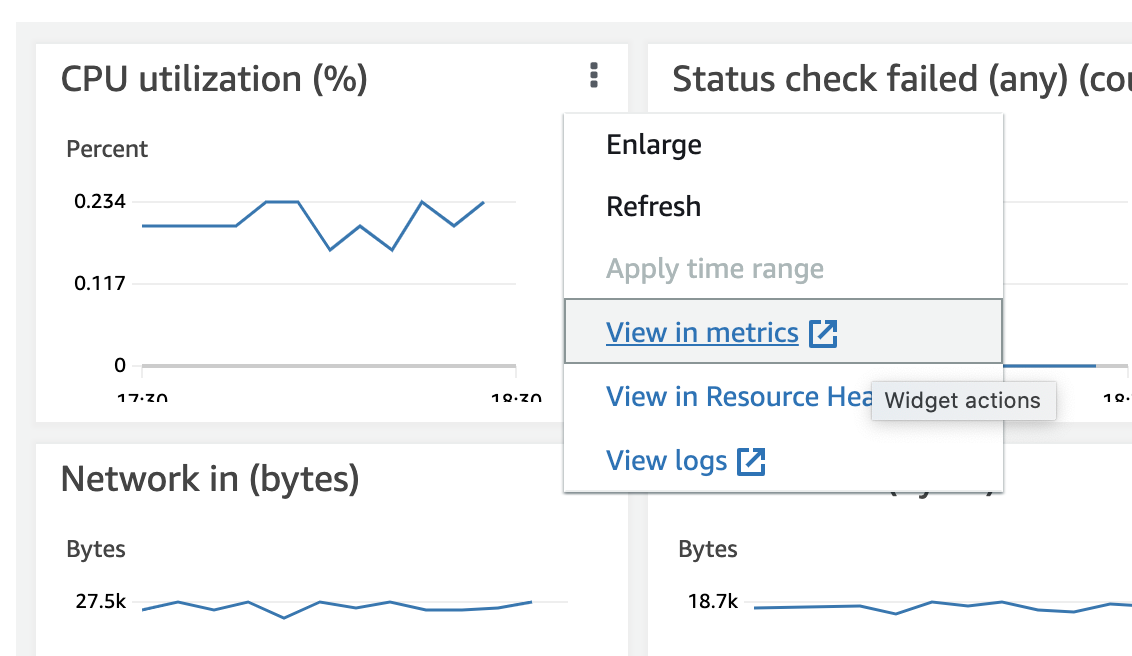 CPU utilization (%)
Percent
0.234
0.117
0
17:30
18:30
Status check failed (any) (
Enlarge
Refresh
Apply time range
View in metrics
View in Resource
View logs
Widget actions
Network in (bytes)
Bytes
27.5k
Bytes
18.7k